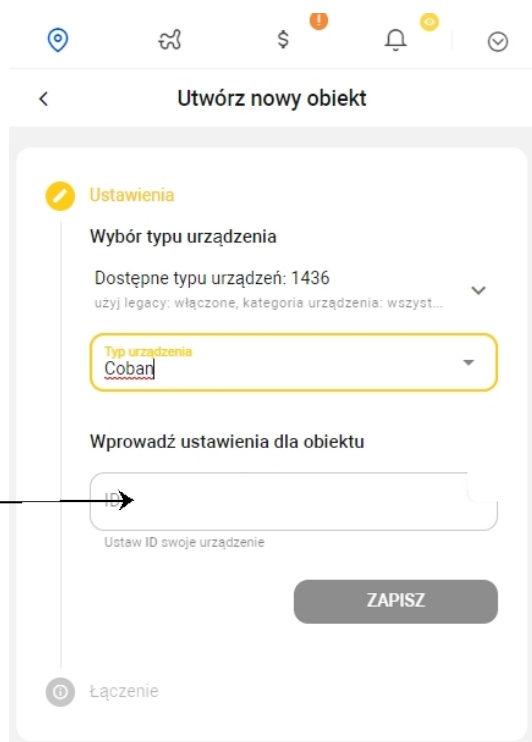 $
!
Utwórz nowy obiekt
Ustawienia
Wybór typu urządzenia
Dostępne typu urządzeń: 1436
użyj legacy: włączone, kategoria urządzenia: wszyst...
Typ urządzenia
Coban
Wprowadź ustawienia dla obiektu
ID
Ustaw ID swoje urządzenie
ZAPISZ
Łączenie